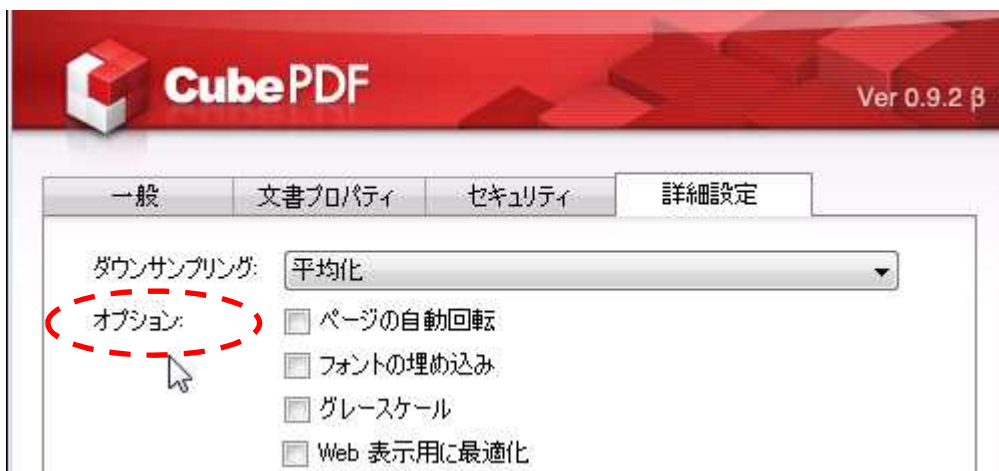 CubePDF
Ver 0.9.2 β
一般 文書プロパティ セキュリティ 詳細設定
ダウンサンプリング: 平均化
オプション: ページの自動回転
フォントの埋め込み
グレースケール
Web 表示用に最適化